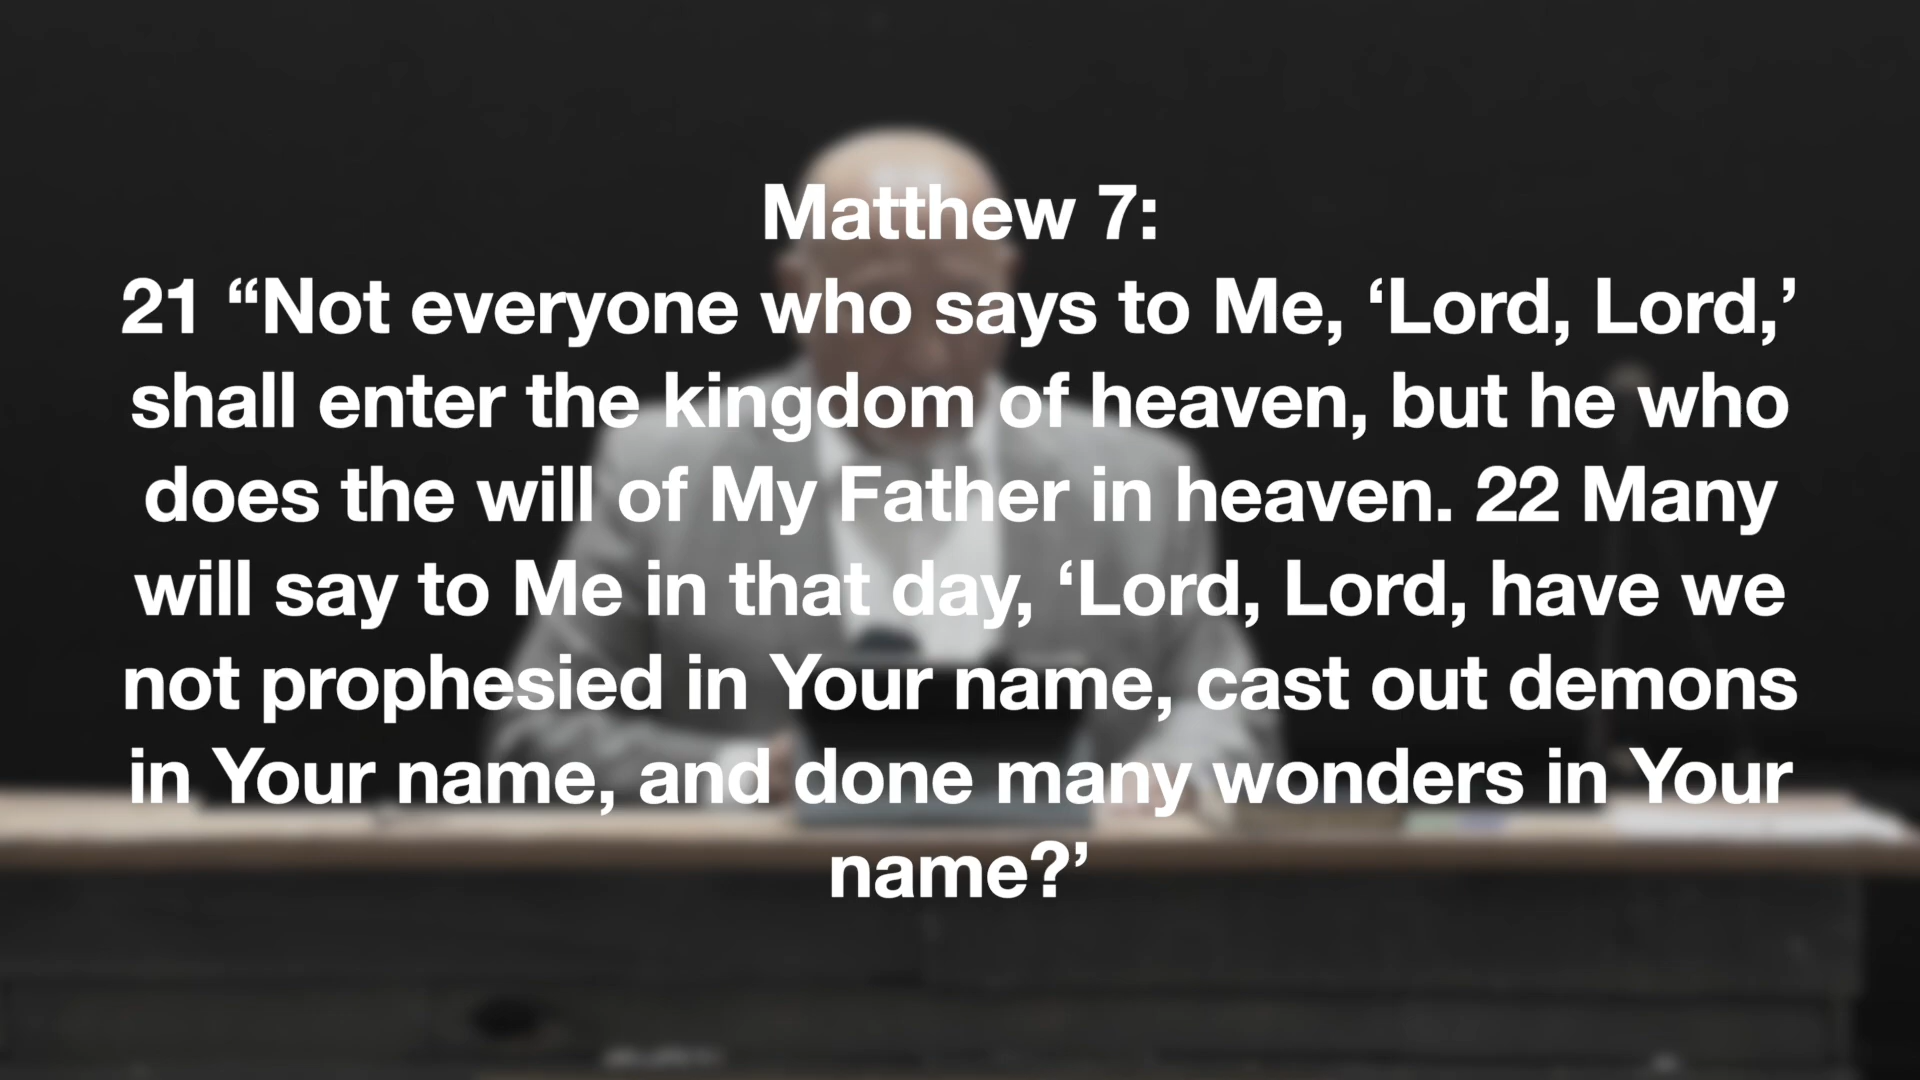 Matthew 7:
21 “Not everyone who says to Me, ‘Lord, Lord,’
shall enter the kingdom of heaven, but he who
does the will of My Father in heaven. 22 Many
will say to Me in that day, ‘Lord, Lord, have we
not prophesied in Your name, cast out demons
in Your name, and done many wonders in Your
name?’